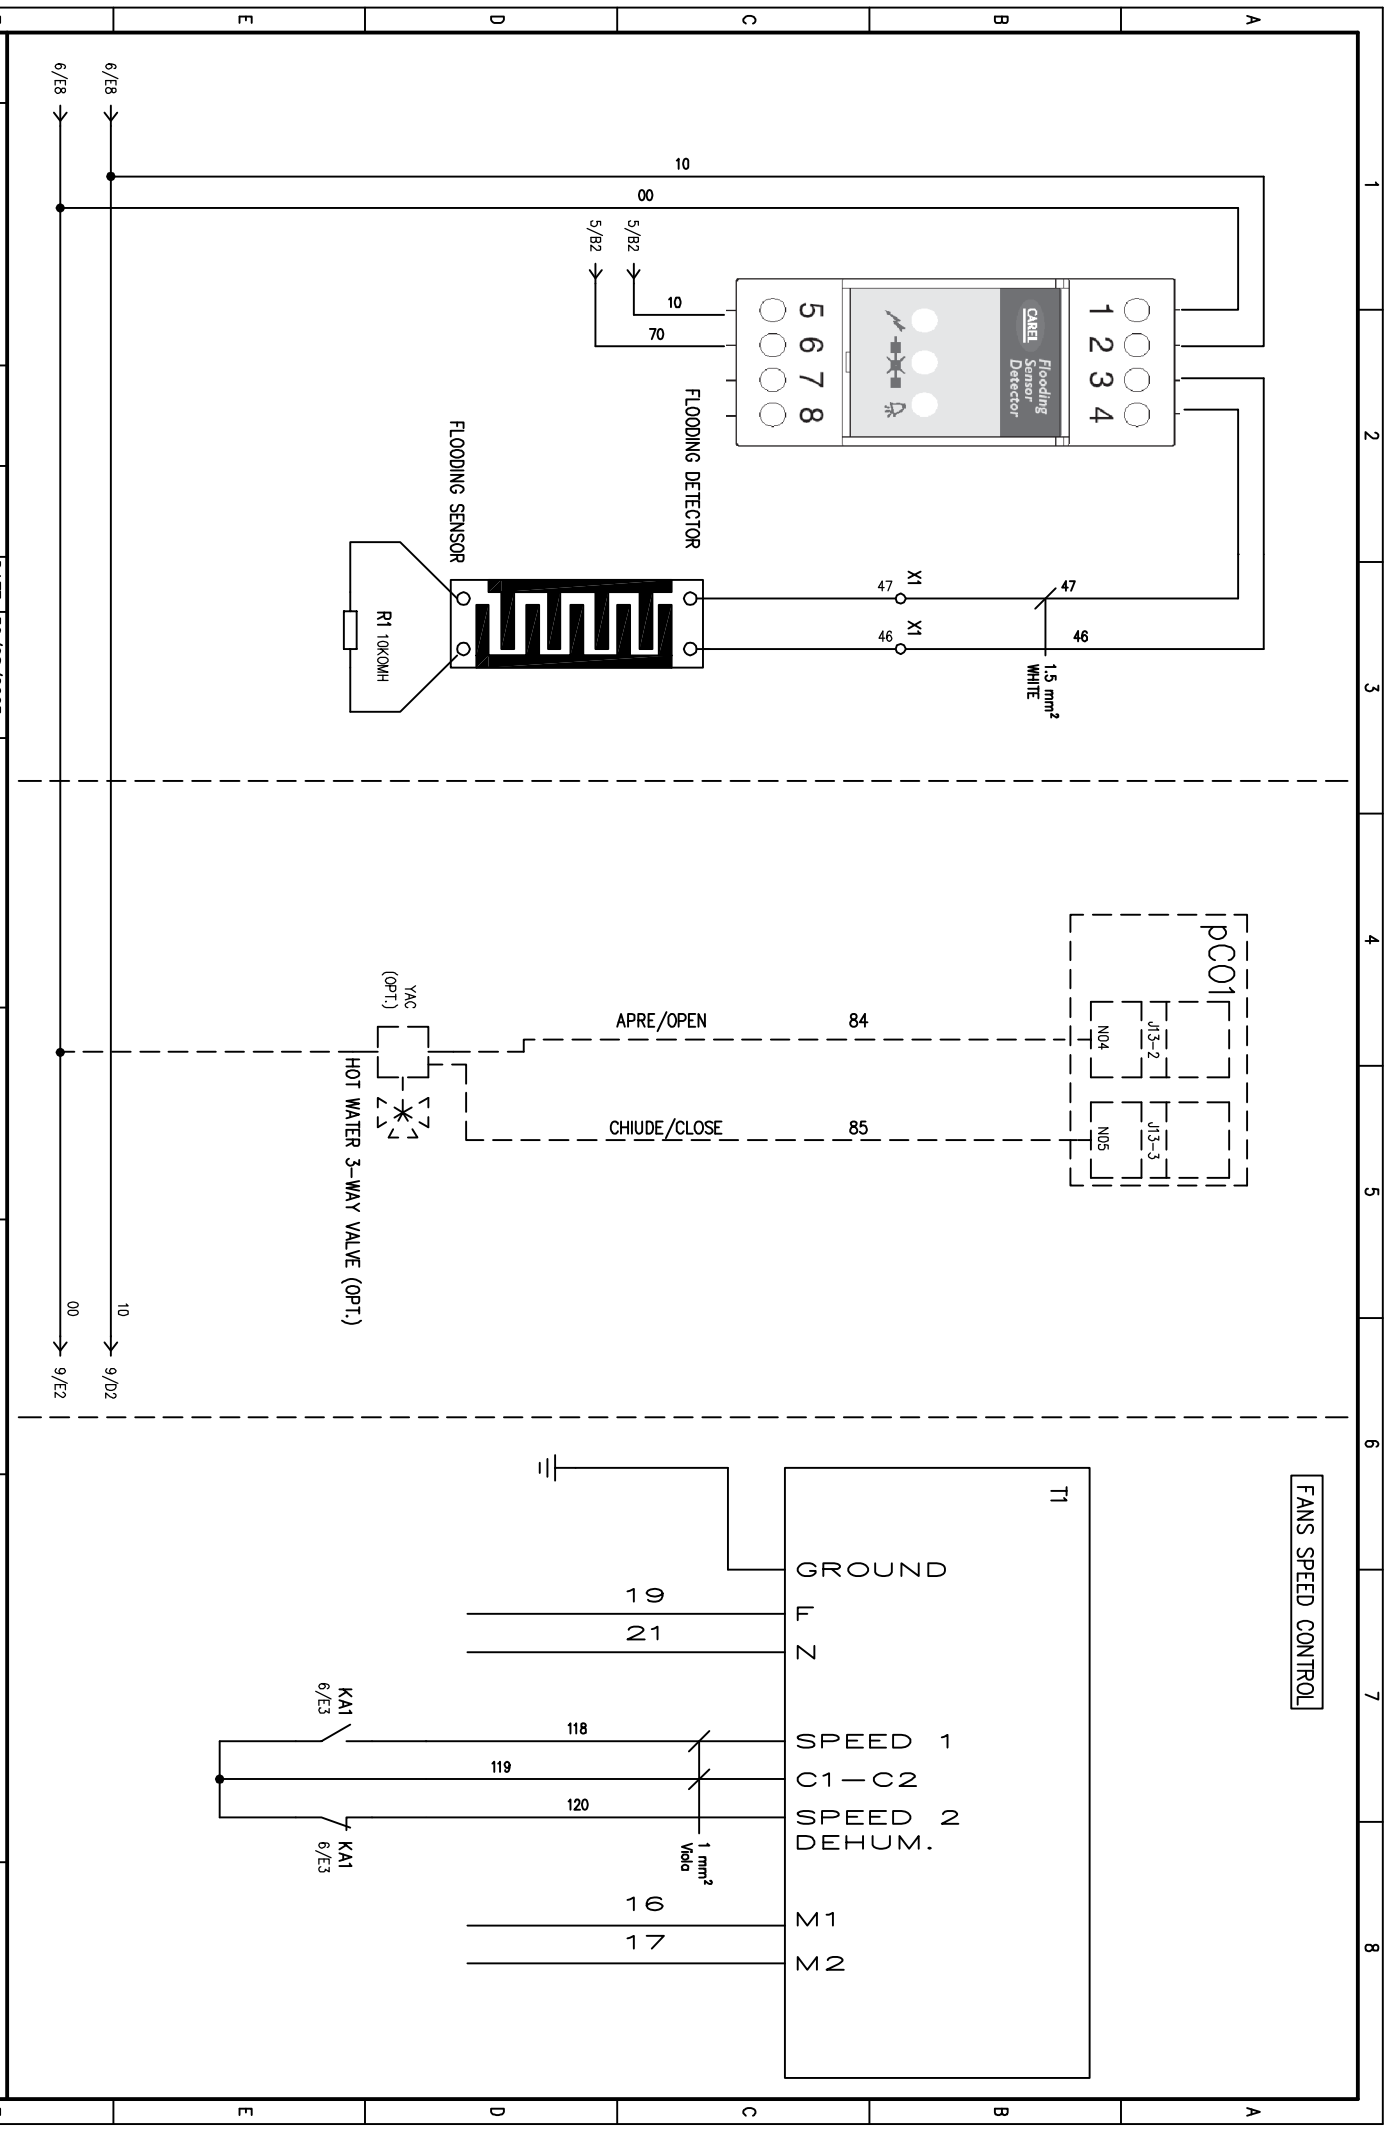 1
2
3
4
5
6
7
8
A
B
C
D
E
A
B
C
D
E
6/E8
6/E8
10
00
5/B2
5/B2
10
70
1 2 3 4
CAREL
Flooding
Sensor
Detector
5 6 7 8
FLOODING DETECTOR
FLOODING SENSOR
X1
47
X1
46
47
46
1.5 mm²
WHITE
R1 10KOMH
pCO1
J13-2
NO4
J13-3
NO5
84
APRE/OPEN
85
CHIUDE/CLOSE
YAC
(OPT.)
HOT WATER 3-WAY VALVE (OPT.)
10
9/D2
00
9/E2
FANS SPEED CONTROL
T1
GROUND
F
N
SPEED 1
C1-C2
SPEED 2
DEHUM.
M1
M2
19
21
118
119
120
16
17
1 mm²
Viola
KA1
6/E3
KA1
6/E3